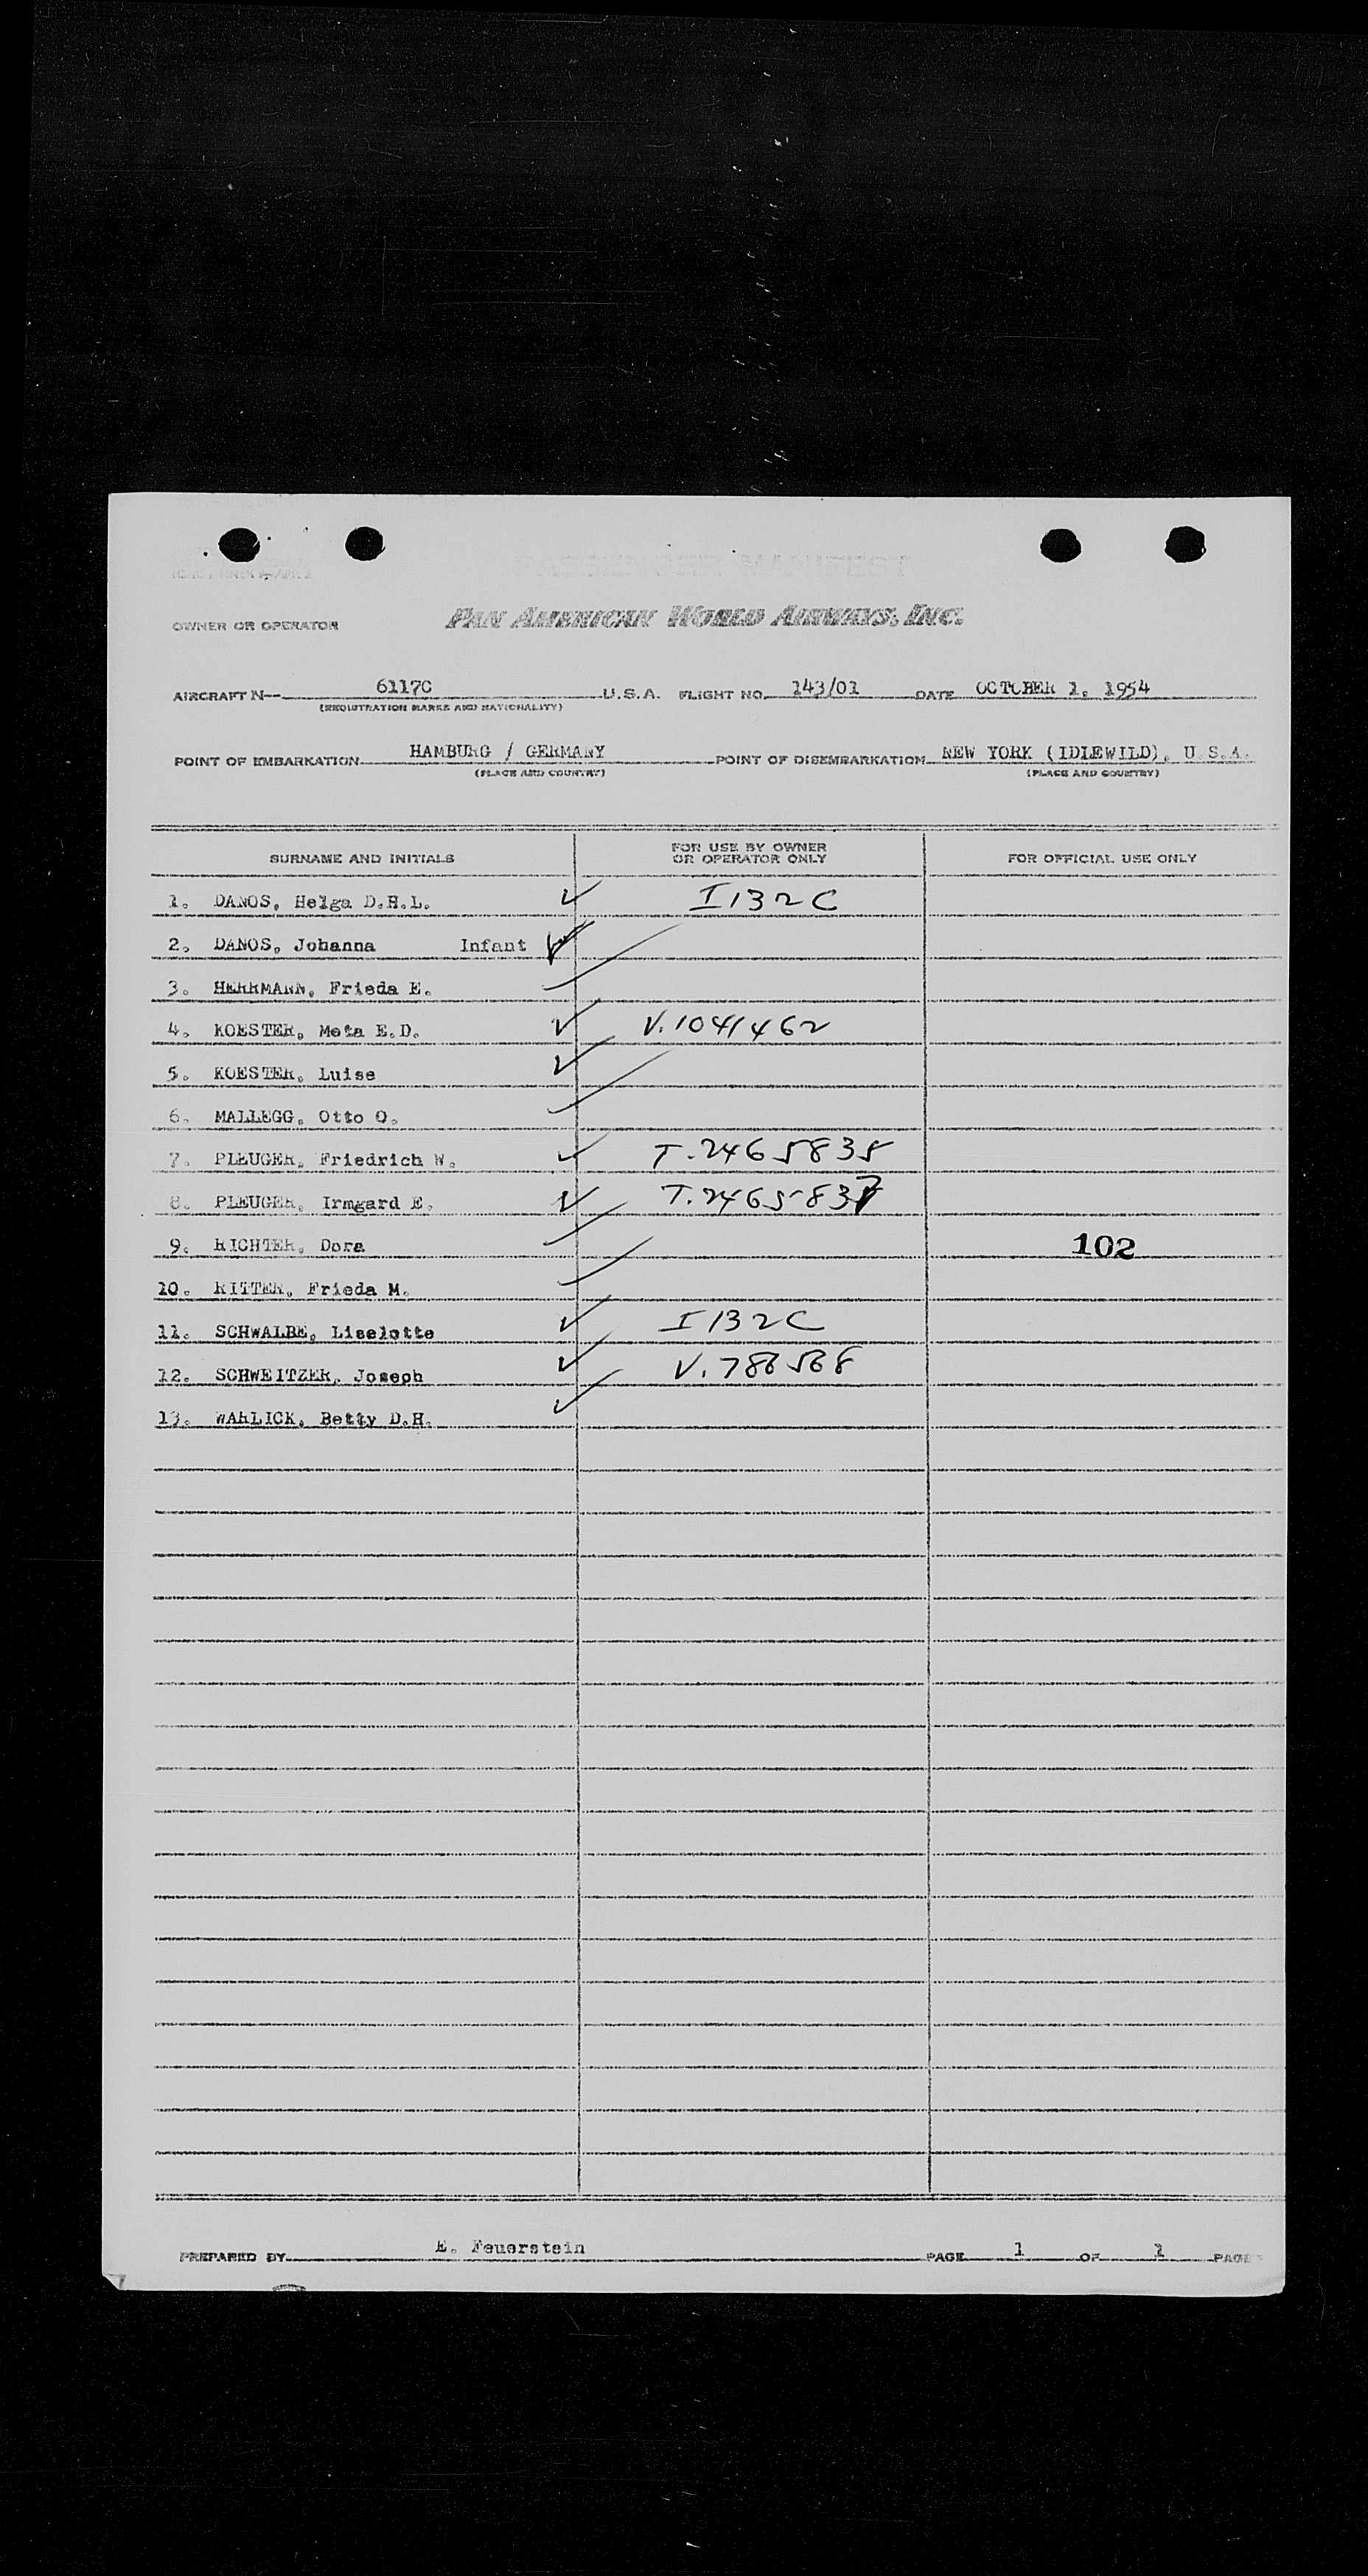 PASSENGER MANIFEST
OWNER OR OPERATOR PAN AMERICAN WORLD AIRWAYS, INC.
AIRCRAFT N— 6117C U.S.A. FLIGHT NO. 143/01 DATE OCTOBER 1, 1954
(REGISTRATION MARKS AND NATIONALITY)
POINT OF EMBARKATION HAMBURG / GERMANY POINT OF DISEMBARKATION NEW YORK (IDLEWILD), U.S.A.
(PLACE AND COUNTRY) (PLACE AND COUNTRY)
SURNAME AND INITIALS FOR USE BY OWNER OR OPERATOR ONLY FOR OFFICIAL USE ONLY
1. DANOS, Helga D.H.L. ✓ I132C
2. DANOS, Johanna Infant ✓
3. HERRMANN, Frieda E.
4. KOESTER, Meta E.D. ✓ V.1041462
5. KOESTER, Luise ✓
6. MALLEGG, Otto O.
7. PLEUGER, Friedrich W. ✓ T.2465835
8. PLEUGER, Irmgard E. ✓ T.2465837
9. RICHTER, Dora 102
10. RITTER, Frieda M.
11. SCHWALBE, Liselotte ✓ I132C
12. SCHWEITZER, Joseph ✓ V.786568
13. WARLICK, Betty D.H. ✓
PREPARED BY E. Feuerstein PAGE 1 OF 1 PAGES